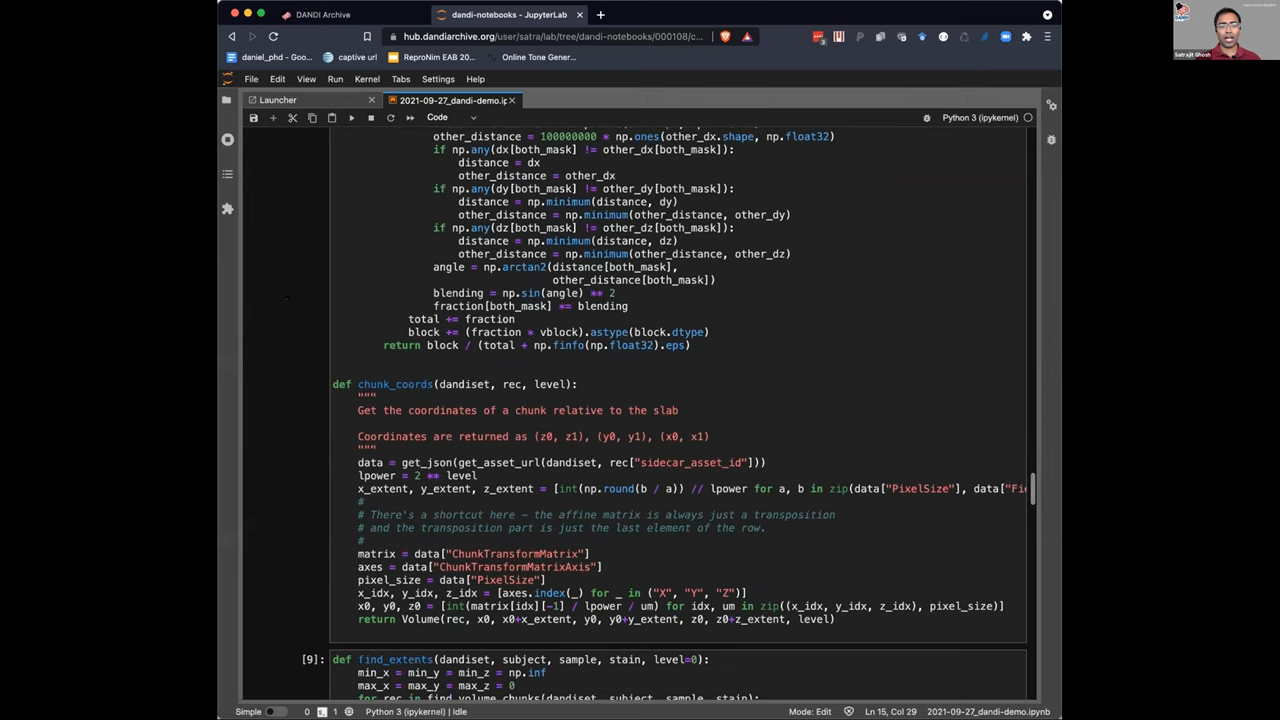 DANDI Archive
dandi-notebooks - JupyterLab
hub.dandiarchive.org/user/satra/lab/tree/dandi-notebooks/000108/c...
daniel_phd - Goo...
captive url
ReproNim EAB 20...
Online Tone Gener...
File Edit View Run Kernel Tabs Settings Help
Launcher
2021-09-27_dandi-demo.ip
Code
Python 3 (ipykernel)
other_distance = 100000000 * np.ones(other_dx.shape, np.float32)
if np.any(dx[both_mask] != other_dx[both_mask]):
distance = dx
other_distance = other_dx
if np.any(dy[both_mask] != other_dy[both_mask]):
distance = np.minimum(distance, dy)
other_distance = np.minimum(other_distance, other_dy)
if np.any(dz[both_mask] != other_dz[both_mask]):
distance = np.minimum(distance, dz)
other_distance = np.minimum(other_distance, other_dz)
angle = np.arctan2(distance[both_mask],
other_distance[both_mask])
blending = np.sin(angle) ** 2
fraction[both_mask] *= blending
total += fraction
block += (fraction * vblock).astype(block.dtype)
return block / (total + np.finfo(np.float32).eps)
def chunk_coords(dandiset, rec, level):
"""
Get the coordinates of a chunk relative to the slab
Coordinates are returned as (z0, z1), (y0, y1), (x0, x1)
"""
data = get_json(get_asset_url(dandiset, rec["sidecar_asset_id"]))
lpower = 2 ** level
x_extent, y_extent, z_extent = [int(np.round(b / a)) // lpower for a, b in zip(data["PixelSize"], data["Fi
#
# There's a shortcut here – the affine matrix is always just a transposition
# and the transposition part is just the last element of the row.
#
matrix = data["ChunkTransformMatrix"]
axes = data["ChunkTransformMatrixAxis"]
pixel_size = data["PixelSize"]
x_idx, y_idx, z_idx = [axes.index(_) for _ in ("X", "Y", "Z")]
x0, y0, z0 = [int(matrix[idx][-1] / lpower / um) for idx, um in zip((x_idx, y_idx, z_idx), pixel_size)]
return Volume(rec, x0, x0+x_extent, y0, y0+y_extent, z0, z0+z_extent, level)
[9]: def find_extents(dandiset, subject, sample, stain, level=0):
min_x = min_y = min_z = np.inf
max_x = max_y = max_z = 0
for rec in find_volume_chunks(dandiset, subject, sample, stain):
Simple 0 1 Python 3 (ipykernel) | Idle Mode: Edit Ln 15, Col 29 2021-09-27_dandi-demo.ipynb
Satrajit Ghosh